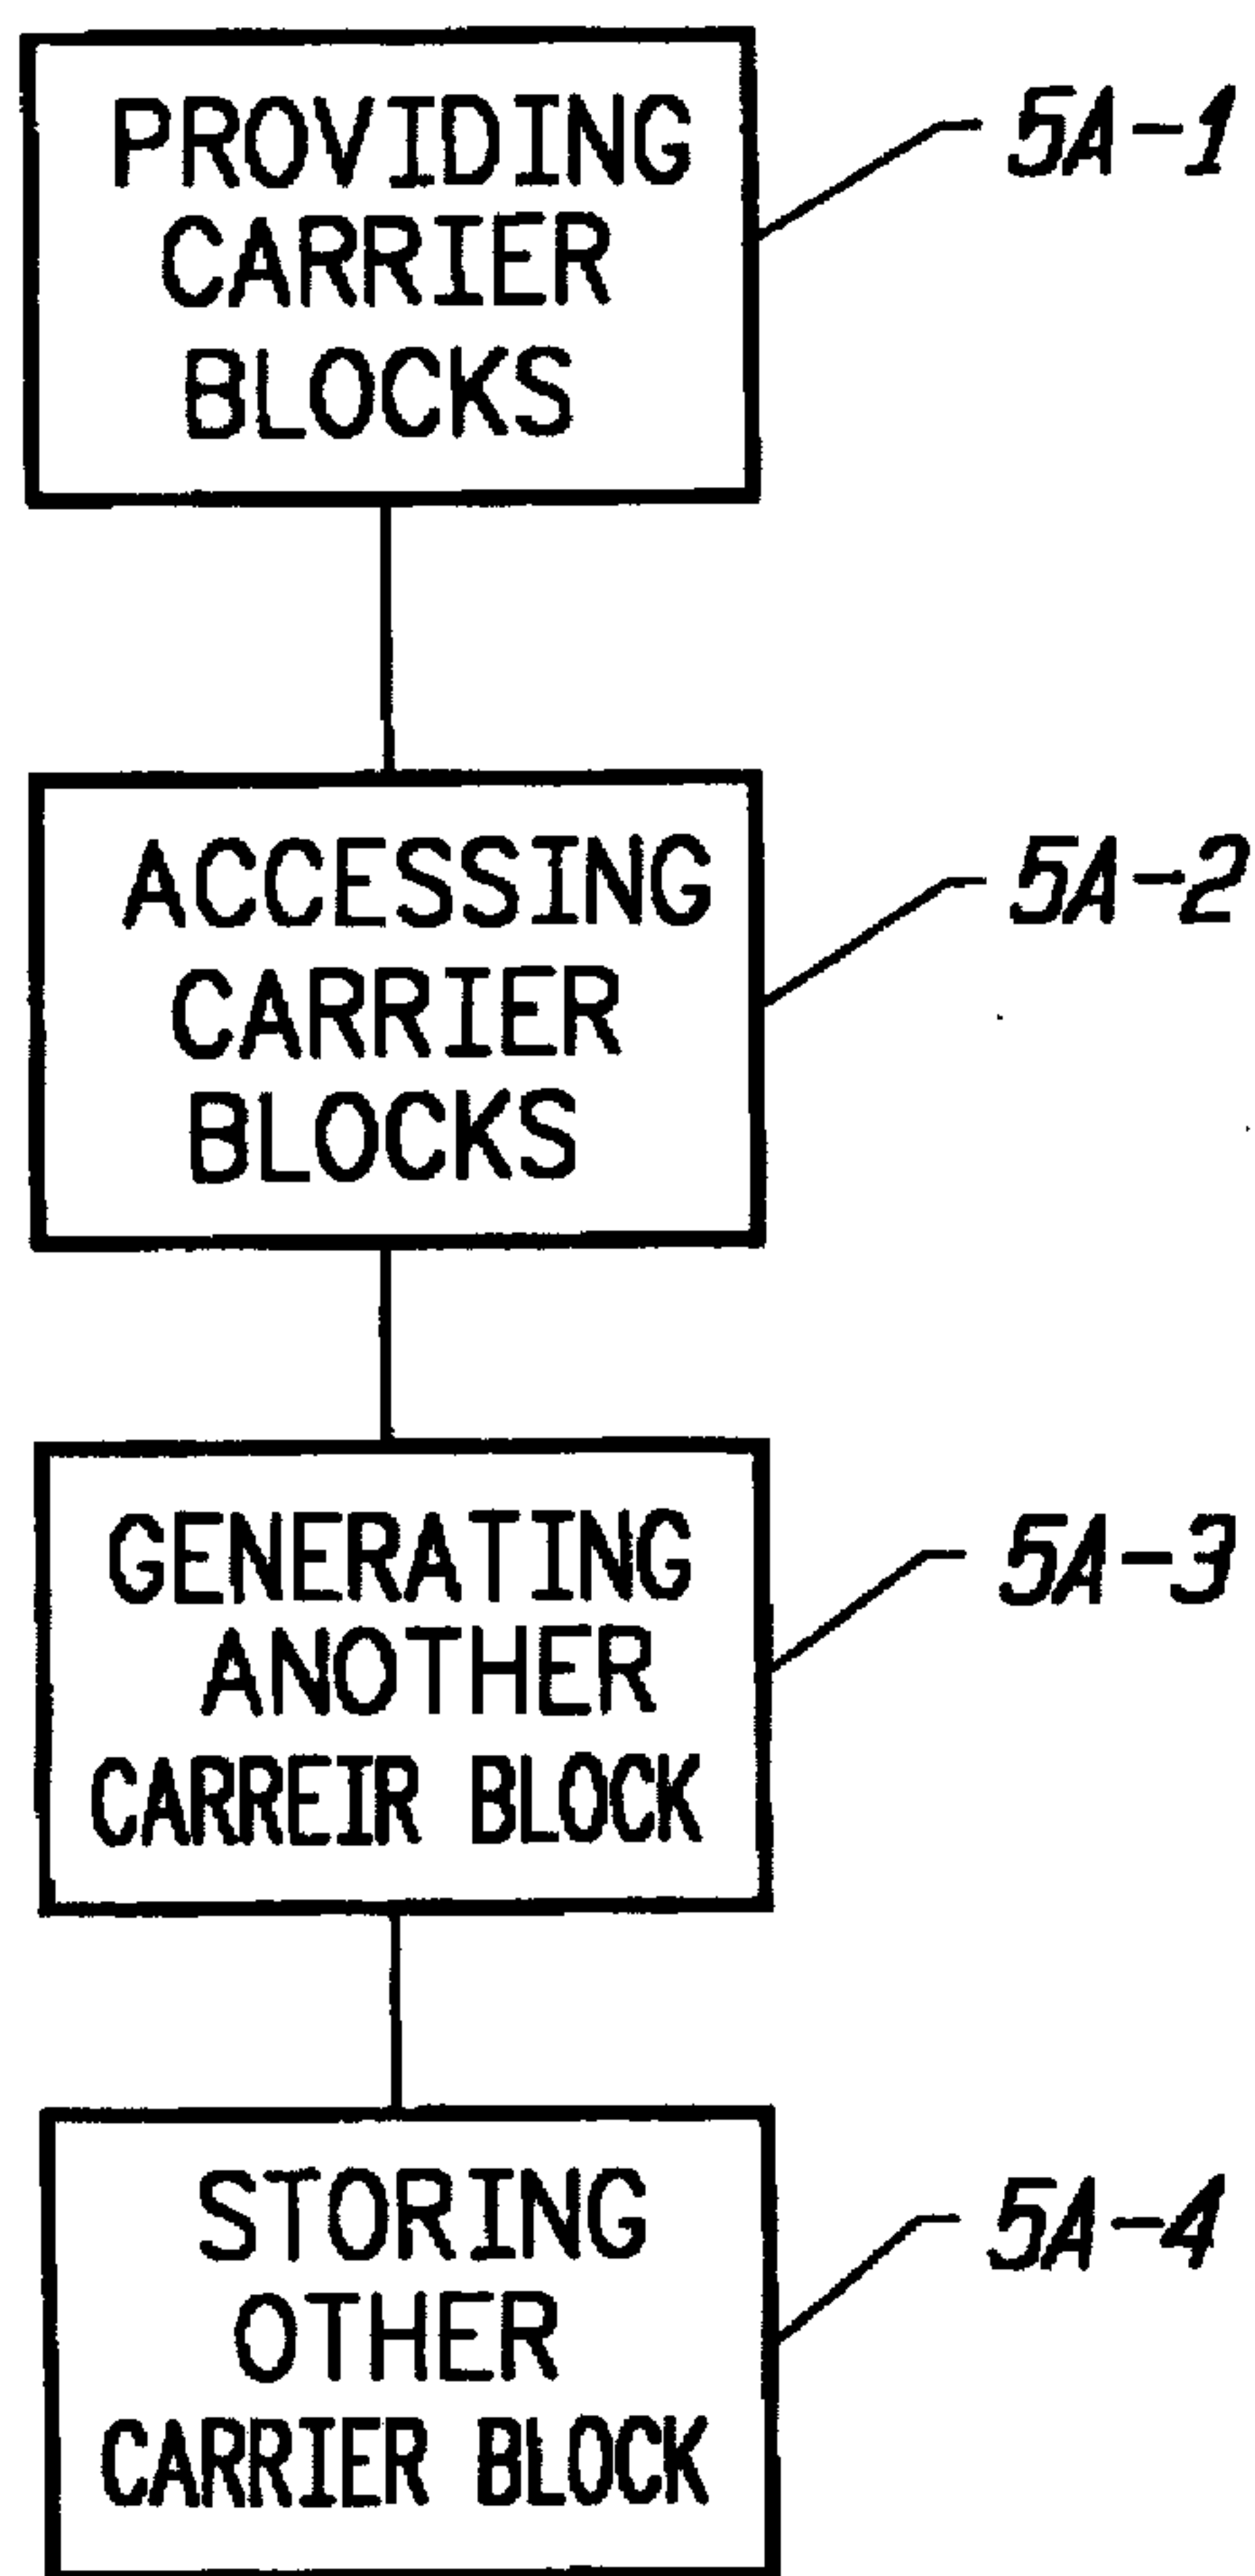 PROVIDING
CARRIER
BLOCKS
5A-1
ACCESSING
CARRIER
BLOCKS
5A-2
GENERATING
ANOTHER
CARREIR BLOCK
5A-3
STORING
OTHER
CARRIER BLOCK
5A-4